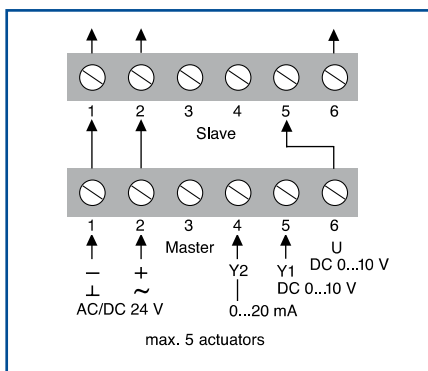 1 2 3 4 5 6
Slave
1 2 3 4 5 6
Master
− + Y2 Y1 U
⊥ ~ DC 0...10 V DC 0...10 V
AC/DC 24 V 0...20 mA
max. 5 actuators